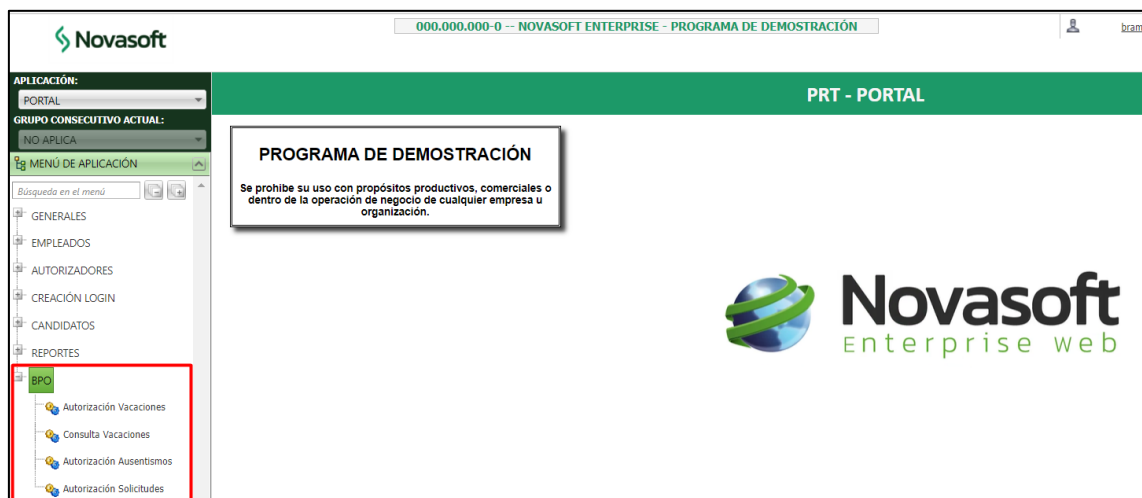 Novasoft
000.000.000-0 -- NOVASOFT ENTERPRISE - PROGRAMA DE DEMOSTRACIÓN
bram
APLICACIÓN:
PORTAL
GRUPO CONSECUTIVO ACTUAL:
NO APLICA
MENÚ DE APLICACIÓN
Búsqueda en el menú
GENERALES
EMPLEADOS
AUTORIZADORES
CREACIÓN LOGIN
CANDIDATOS
REPORTES
BPO
Autorización Vacaciones
Consulta Vacaciones
Autorización Ausentismos
Autorización Solicitudes
PRT - PORTAL
PROGRAMA DE DEMOSTRACIÓN
Se prohibe su uso con propósitos productivos, comerciales o
dentro de la operación de negocio de cualquier empresa u
organización.
Novasoft
Enterprise web